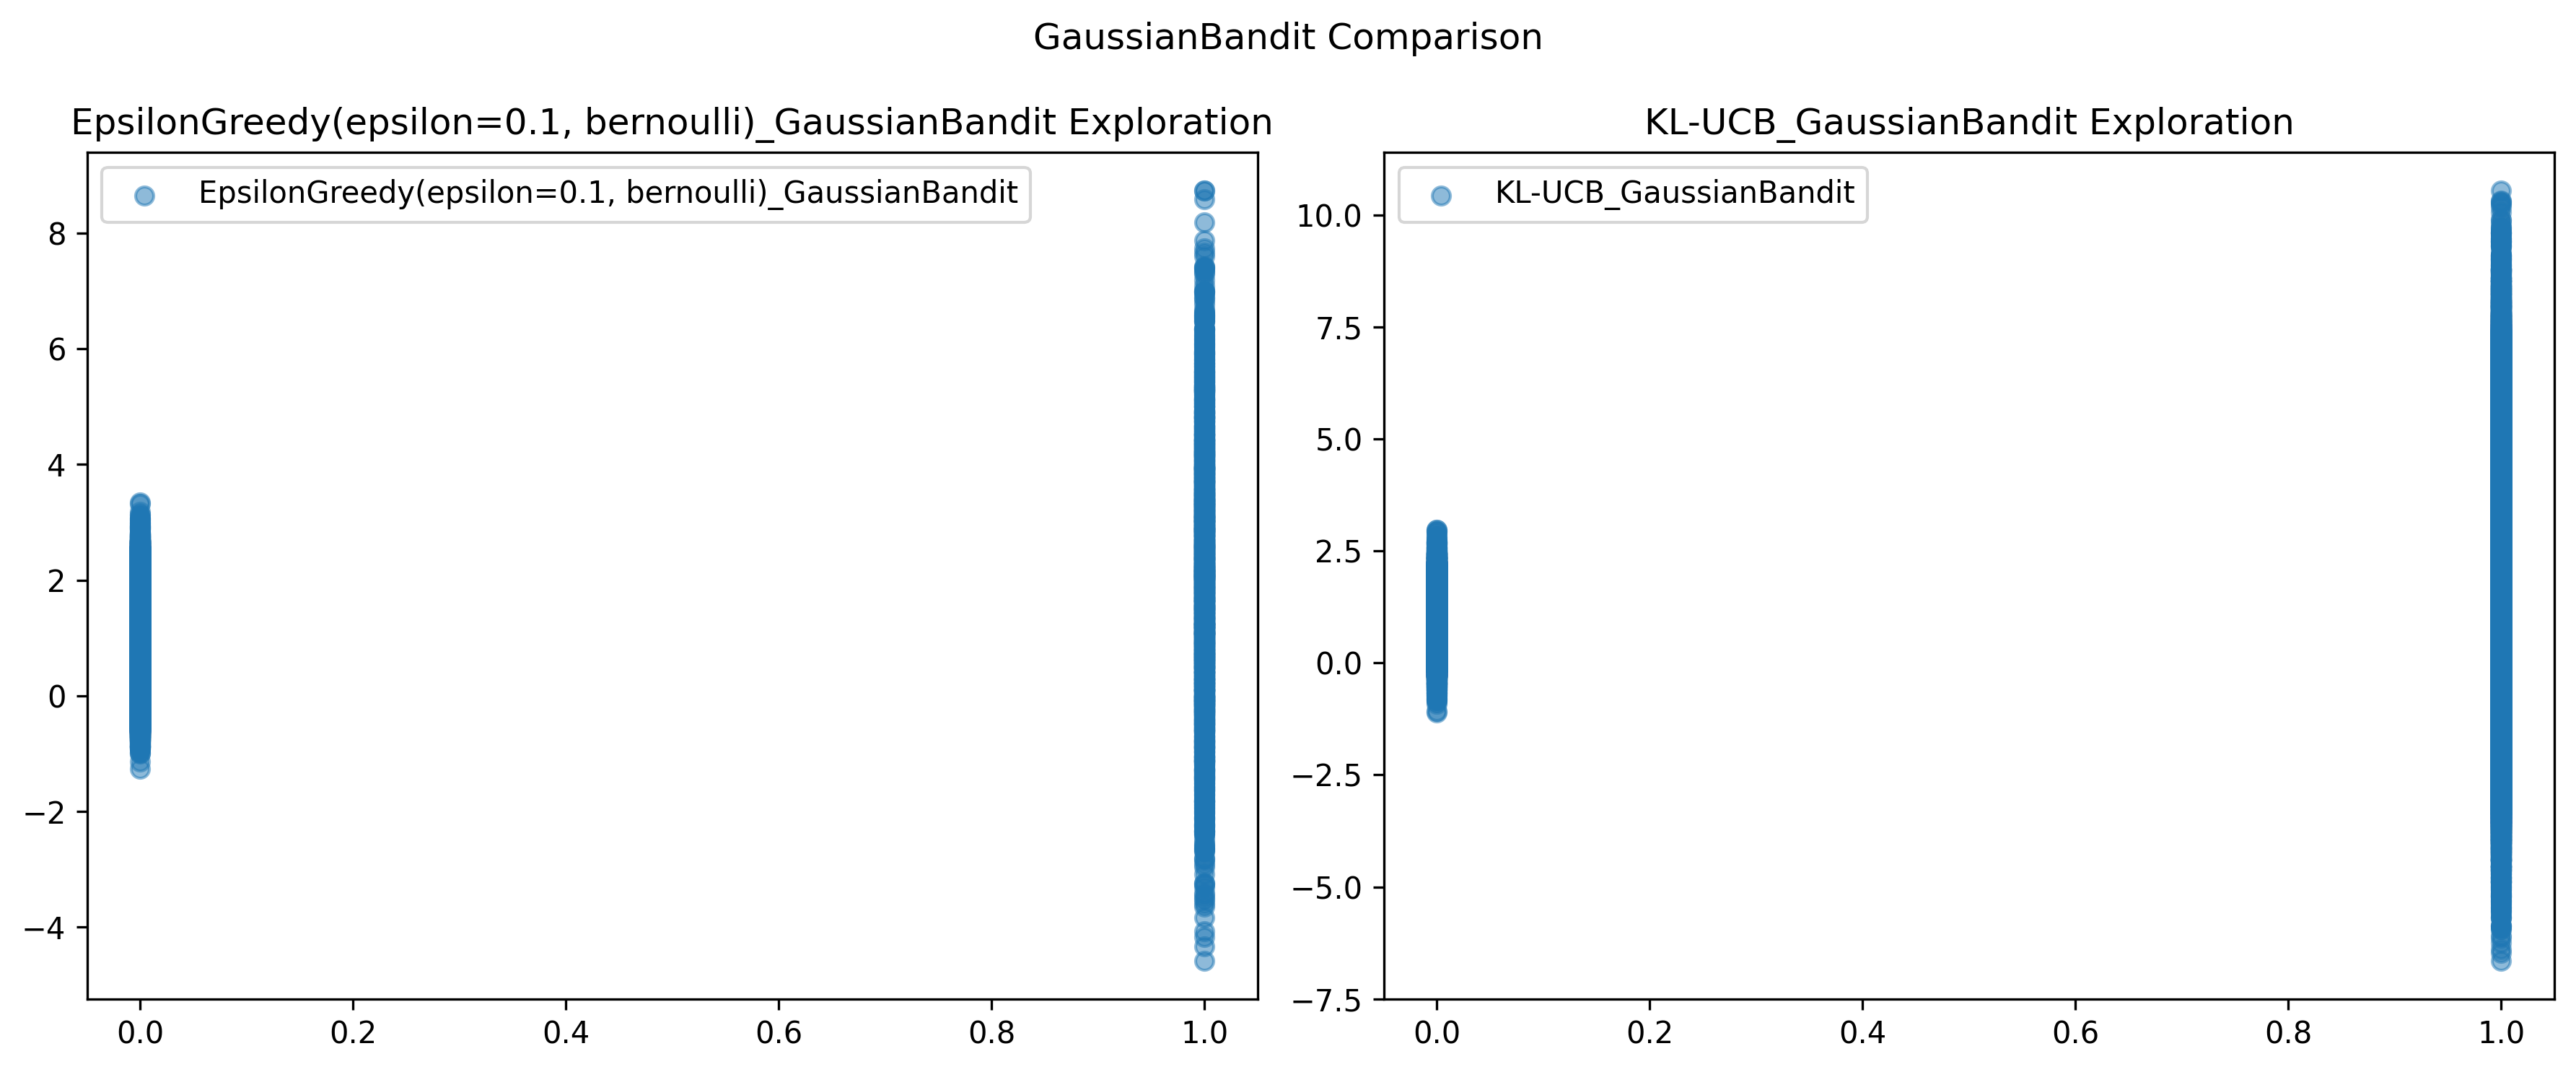 GaussianBandit Comparison
EpsilonGreedy(epsilon=0.1, bernoulli)_GaussianBandit Exploration
EpsilonGreedy(epsilon=0.1, bernoulli)_GaussianBandit
8
6
4
2
0
−2
−4
0.0 0.2 0.4 0.6 0.8 1.0
KL-UCB_GaussianBandit Exploration
KL-UCB_GaussianBandit
10.0
7.5
5.0
2.5
0.0
−2.5
−5.0
−7.5
0.0 0.2 0.4 0.6 0.8 1.0